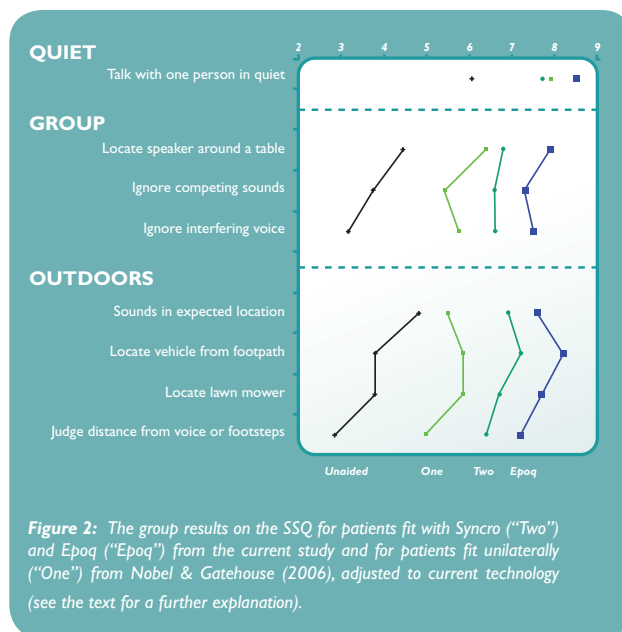 2 3 4 5 6 7 8 9
QUIET
Talk with one person in quiet
GROUP
Locate speaker around a table
Ignore competing sounds
Ignore interfering voice
OUTDOORS
Sounds in expected location
Locate vehicle from footpath
Locate lawn mower
Judge distance from voice or footsteps
Unaided One Two Epoq
Figure 2: The group results on the SSQ for patients fit with Syncro (“Two”)
and Epoq (“Epoq”) from the current study and for patients fit unilaterally
(“One”) from Nobel & Gatehouse (2006), adjusted to current technology
(see the text for a further explanation).